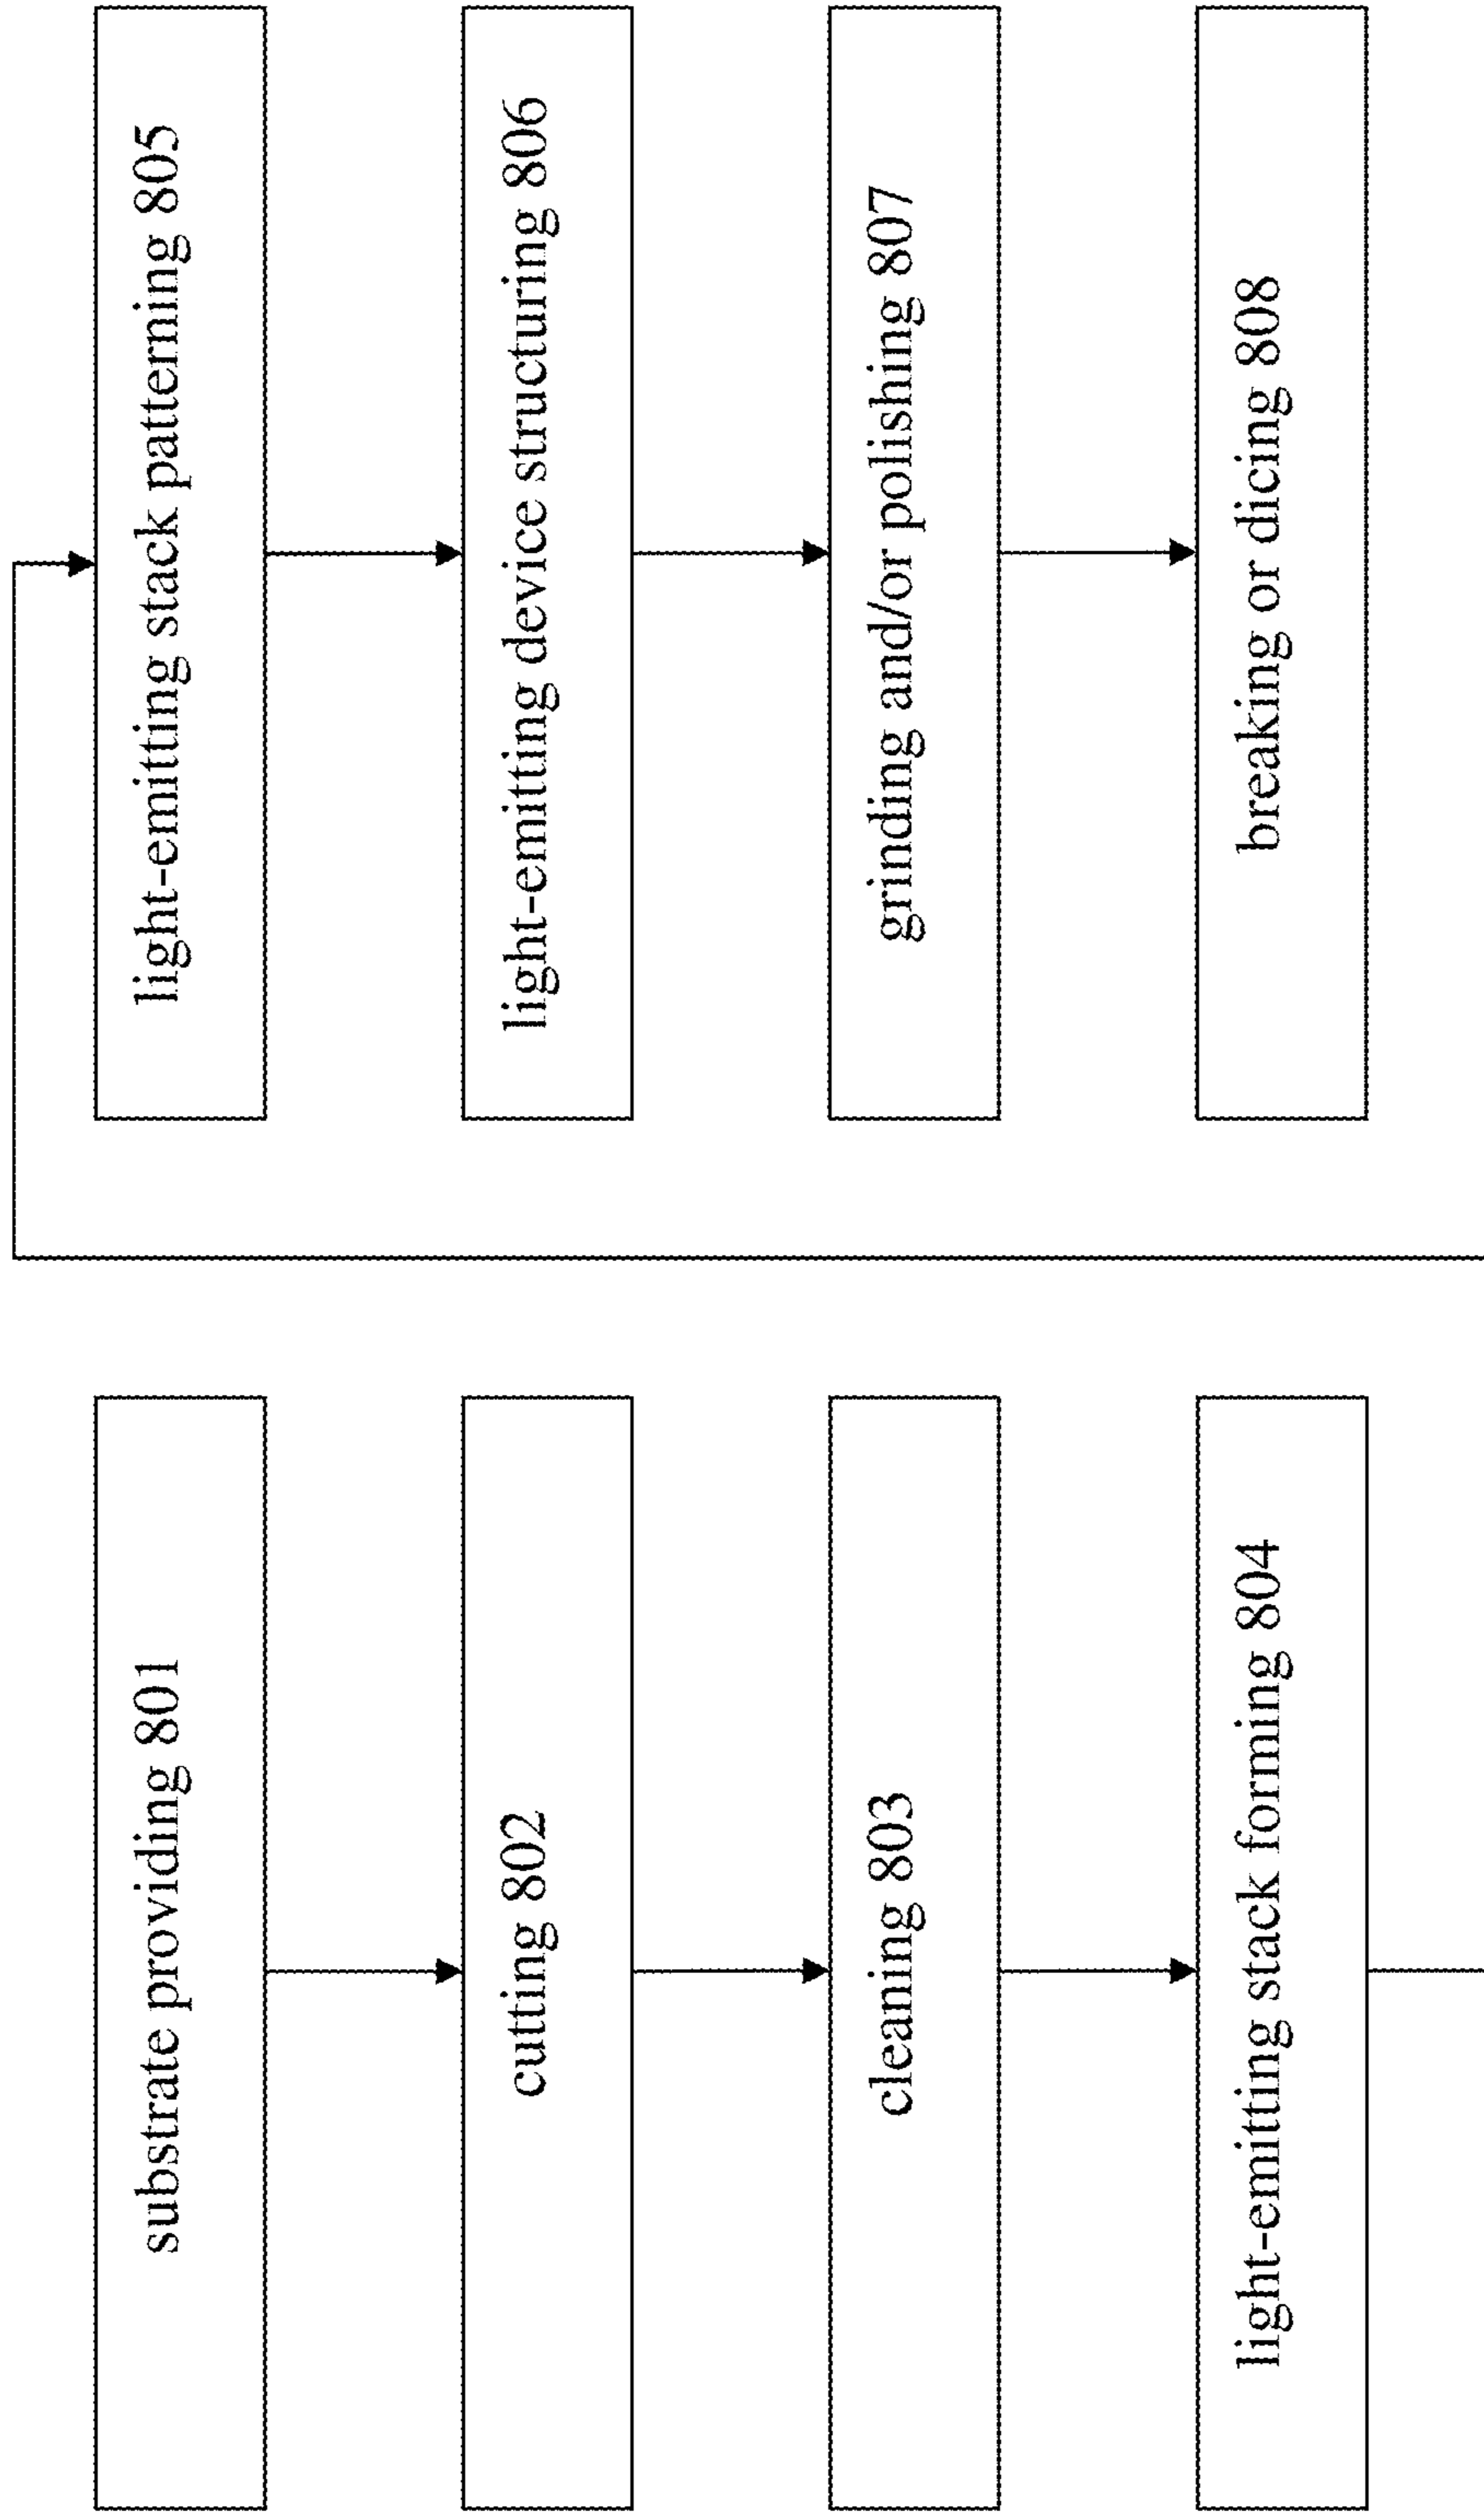 substrate providing 801
cutting 802
cleaning 803
light-emitting stack forming 804
light-emitting stack patterning 805
light-emitting device structuring 806
grinding and/or polishing 807
breaking or dicing 808